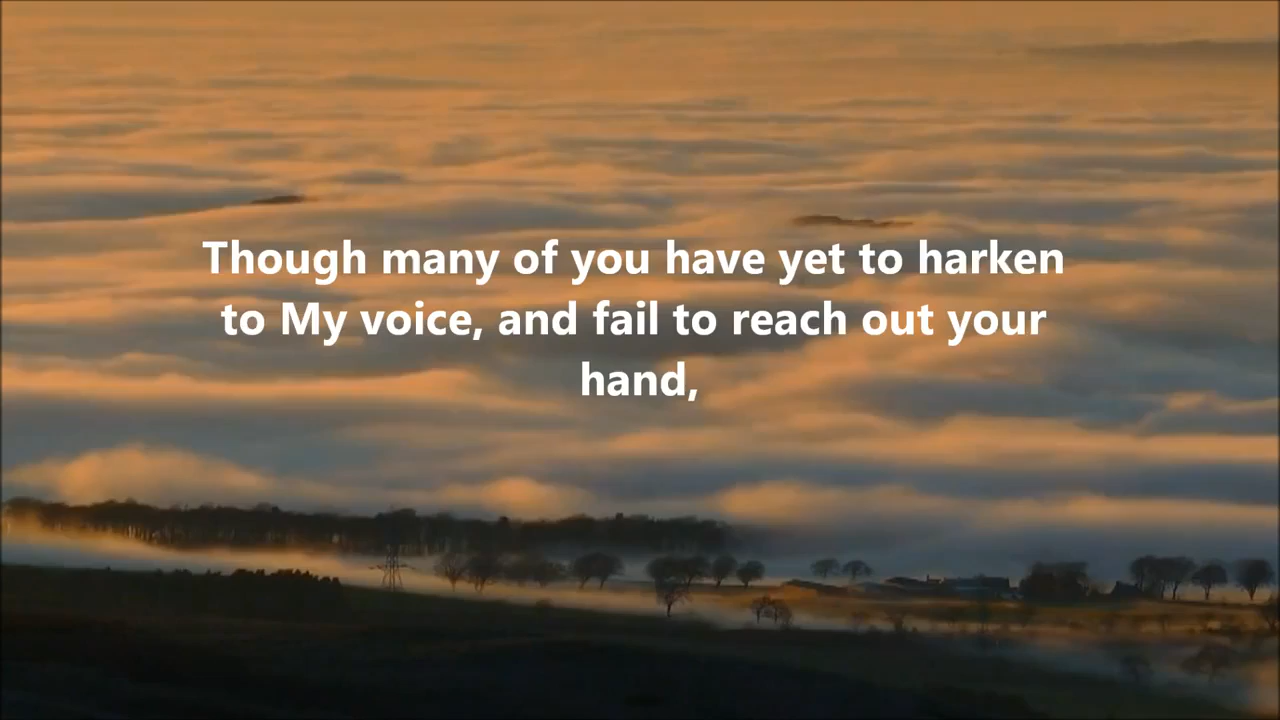 Though many of you have yet to harken
to My voice, and fail to reach out your
hand,